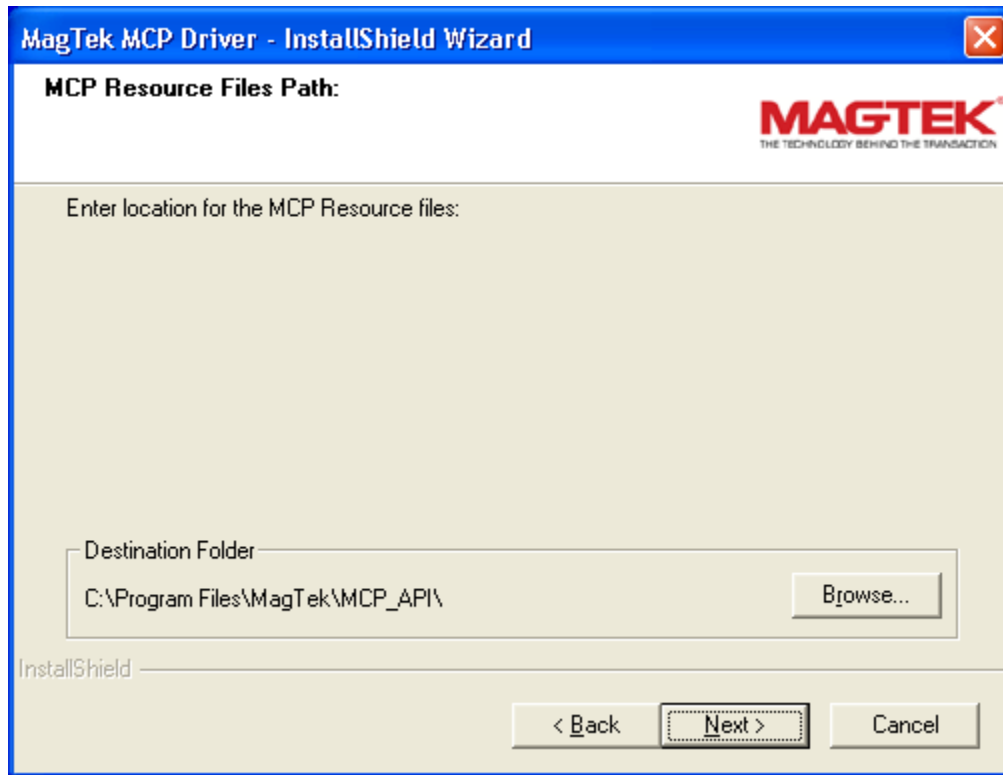 MagTek MCP Driver - InstallShield Wizard
MCP Resource Files Path:
MAGTEK®
THE TECHNOLOGY BEHIND THE TRANSACTION
Enter location for the MCP Resource files:
Destination Folder
C:\Program Files\MagTek\MCP_API\
Browse...
InstallShield
< Back
Next >
Cancel